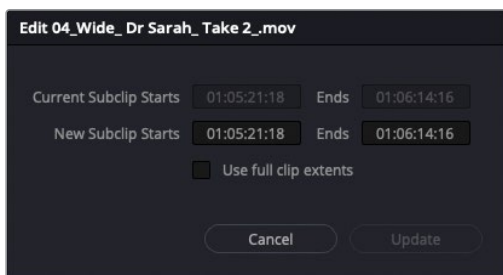 Edit 04_Wide_ Dr Sarah_ Take 2_.mov
Current Subclip Starts 01:05:21:18 Ends 01:06:14:16
New Subclip Starts 01:05:21:18 Ends 01:06:14:16
Use full clip extents
Cancel Update